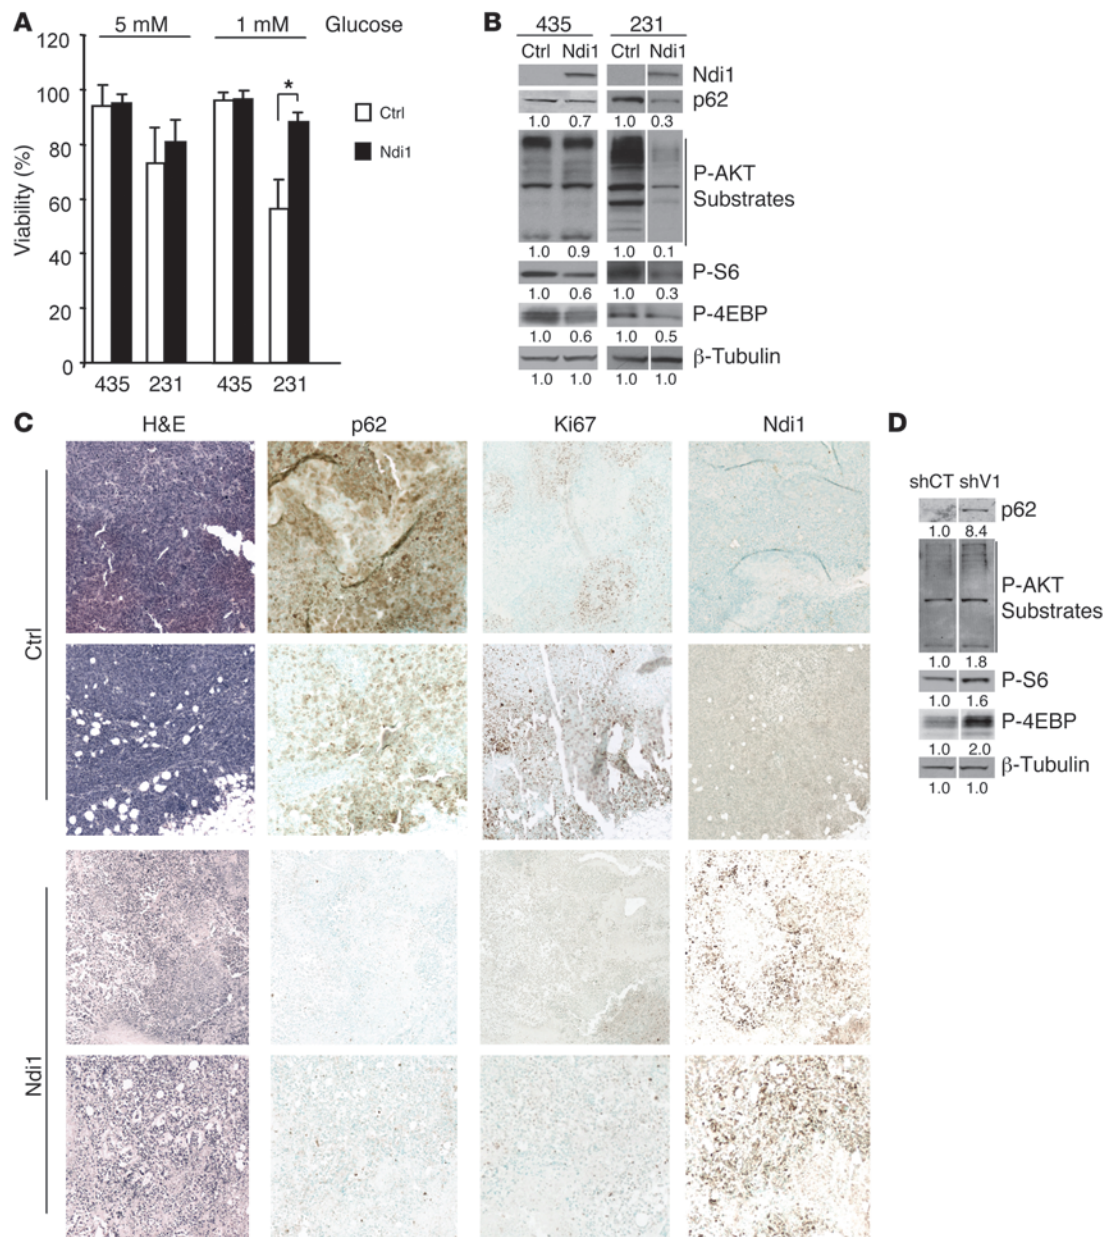 A
5 mM 1 mM Glucose
120
100
80
60
40
20
0
Viability (%)
*
Ctrl
Ndi1
435 231 435 231
B
435 231
Ctrl Ndi1 Ctrl Ndi1
Ndi1
p62
1.0 0.7 1.0 0.3
P-AKT
Substrates
1.0 0.9 1.0 0.1
P-S6
1.0 0.6 1.0 0.3
P-4EBP
1.0 0.6 1.0 0.5
β-Tubulin
1.0 1.0 1.0 1.0
C
H&E p62 Ki67 Ndi1
Ctrl
Ndi1
D
shCT shV1
p62
1.0 8.4
P-AKT
Substrates
1.0 1.8
P-S6
1.0 1.6
P-4EBP
1.0 2.0
β-Tubulin
1.0 1.0